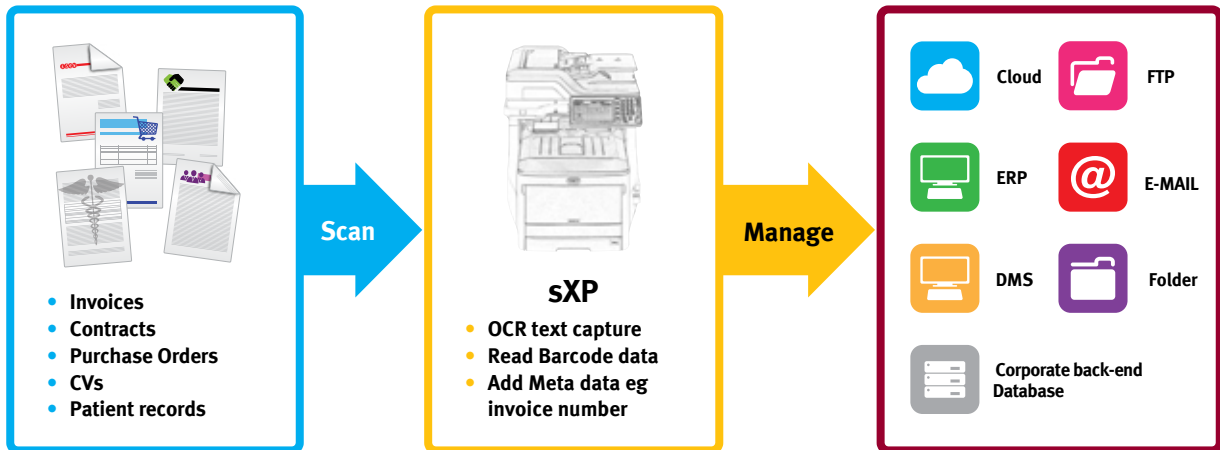 Invoices
Contracts
Purchase Orders
CVs
Patient records
Scan
sXP
OCR text capture
Read Barcode data
Add Meta data eg
invoice number
Manage
Cloud
FTP
ERP
@
E-MAIL
DMS
Folder
Corporate back-end
Database